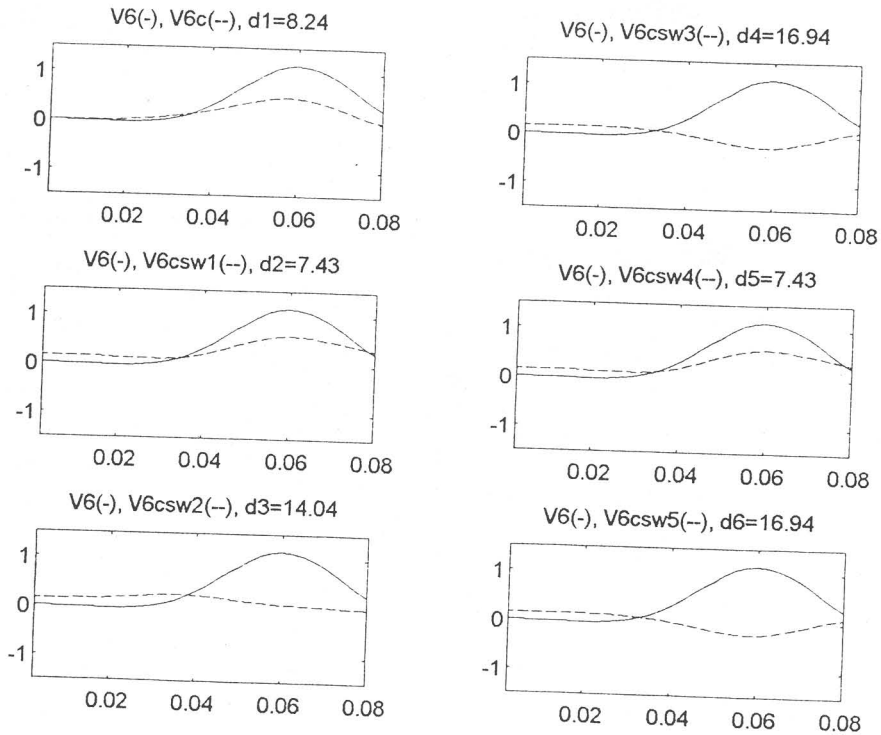 V6(-), V6c(--), d1=8.24
1
0
-1
0.02 0.04 0.06 0.08
V6(-), V6csw3(--), d4=16.94
1
0
-1
0.02 0.04 0.06 0.08
V6(-), V6csw1(--), d2=7.43
1
0
-1
0.02 0.04 0.06 0.08
V6(-), V6csw4(--), d5=7.43
1
0
-1
0.02 0.04 0.06 0.08
V6(-), V6csw2(--), d3=14.04
1
0
-1
0.02 0.04 0.06 0.08
V6(-), V6csw5(--), d6=16.94
1
0
-1
0.02 0.04 0.06 0.08